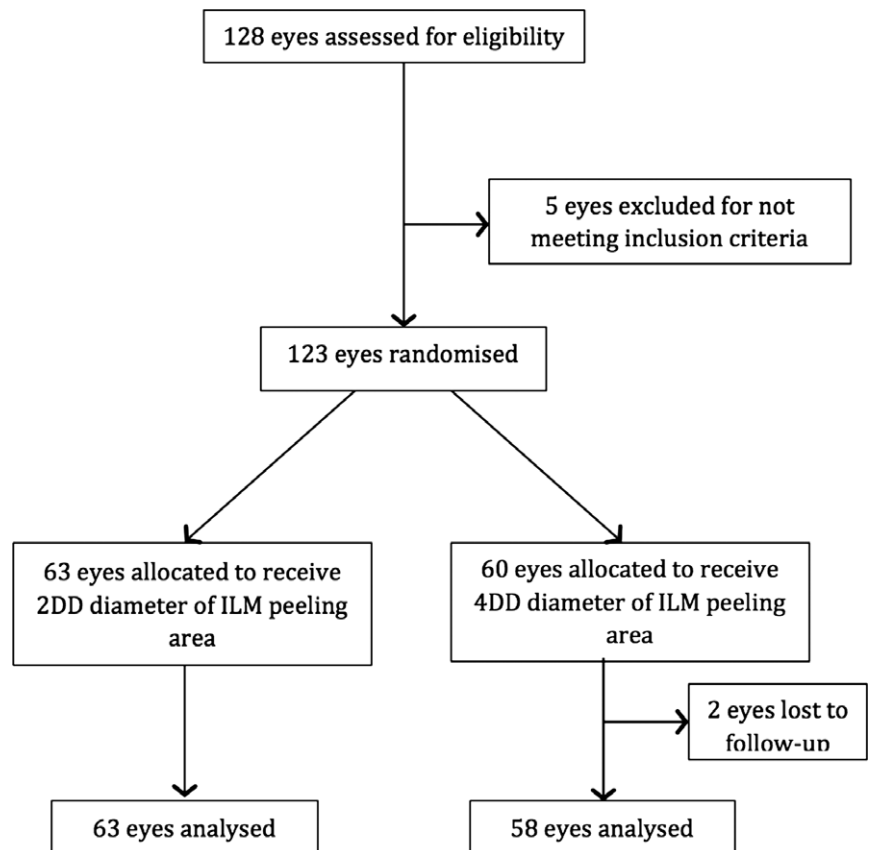 128 eyes assessed for eligibility
5 eyes excluded for not
meeting inclusion criteria
123 eyes randomised
63 eyes allocated to receive
2DD diameter of ILM peeling
area
60 eyes allocated to receive
4DD diameter of ILM peeling
area
2 eyes lost to
follow-up
63 eyes analysed
58 eyes analysed